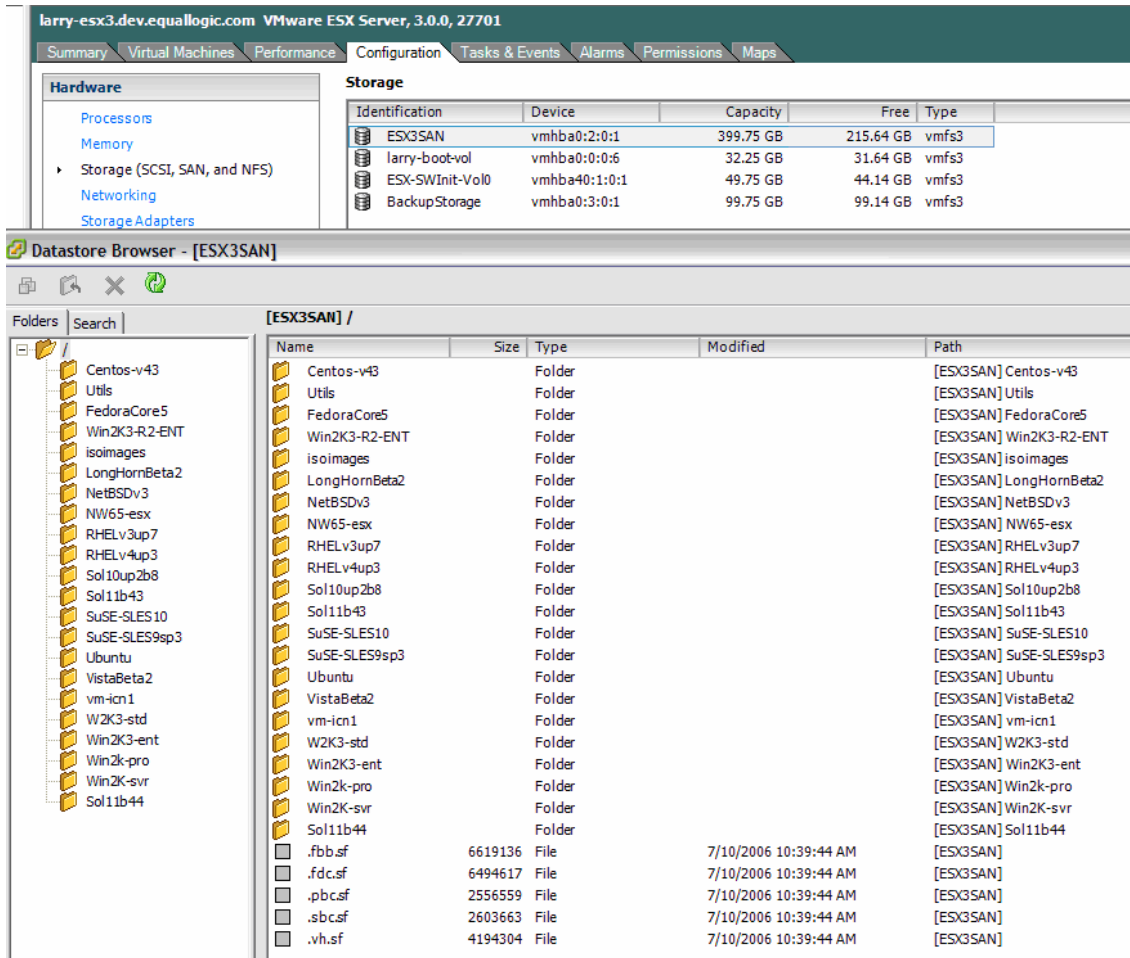 larry-esx3.dev.equallogic.com VMware ESX Server, 3.0.0, 27701
Summary Virtual Machines Performance Configuration Tasks & Events Alarms Permissions Maps
Hardware
Processors
Memory
Storage (SCSI, SAN, and NFS)
Networking
Storage Adapters
Storage
Identification Device Capacity Free Type
ESX3SAN vmhba0:2:0:1 399.75 GB 215.64 GB vmfs3
larry-boot-vol vmhba0:0:0:6 32.25 GB 31.64 GB vmfs3
ESX-SWInit-Vol0 vmhba40:1:0:1 49.75 GB 44.14 GB vmfs3
BackupStorage vmhba0:3:0:1 99.75 GB 99.14 GB vmfs3
Datastore Browser - [ESX3SAN]
Folders Search
/
Centos-v43
Utils
FedoraCore5
Win2K3-R2-ENT
isoimages
LongHornBeta2
NetBSDv3
NW65-esx
RHELv3up7
RHELv4up3
Sol10up2b8
Sol11b43
SuSE-SLES10
SuSE-SLES9sp3
Ubuntu
VistaBeta2
vm-icn1
W2K3-std
Win2K3-ent
Win2k-pro
Win2K-svr
Sol11b44
[ESX3SAN] /
Name Size Type Modified Path
Centos-v43 Folder [ESX3SAN] Centos-v43
Utils Folder [ESX3SAN] Utils
FedoraCore5 Folder [ESX3SAN] FedoraCore5
Win2K3-R2-ENT Folder [ESX3SAN] Win2K3-R2-ENT
isoimages Folder [ESX3SAN] isoimages
LongHornBeta2 Folder [ESX3SAN] LongHornBeta2
NetBSDv3 Folder [ESX3SAN] NetBSDv3
NW65-esx Folder [ESX3SAN] NW65-esx
RHELv3up7 Folder [ESX3SAN] RHELv3up7
RHELv4up3 Folder [ESX3SAN] RHELv4up3
Sol10up2b8 Folder [ESX3SAN] Sol10up2b8
Sol11b43 Folder [ESX3SAN] Sol11b43
SuSE-SLES10 Folder [ESX3SAN] SuSE-SLES10
SuSE-SLES9sp3 Folder [ESX3SAN] SuSE-SLES9sp3
Ubuntu Folder [ESX3SAN] Ubuntu
VistaBeta2 Folder [ESX3SAN] VistaBeta2
vm-icn1 Folder [ESX3SAN] vm-icn1
W2K3-std Folder [ESX3SAN] W2K3-std
Win2K3-ent Folder [ESX3SAN] Win2K3-ent
Win2k-pro Folder [ESX3SAN] Win2k-pro
Win2K-svr Folder [ESX3SAN] Win2K-svr
Sol11b44 Folder [ESX3SAN] Sol11b44
.fbb.sf 6619136 File 7/10/2006 10:39:44 AM [ESX3SAN]
.fdc.sf 6494617 File 7/10/2006 10:39:44 AM [ESX3SAN]
.pbc.sf 2556559 File 7/10/2006 10:39:44 AM [ESX3SAN]
.sbc.sf 2603663 File 7/10/2006 10:39:44 AM [ESX3SAN]
.vh.sf 4194304 File 7/10/2006 10:39:44 AM [ESX3SAN]